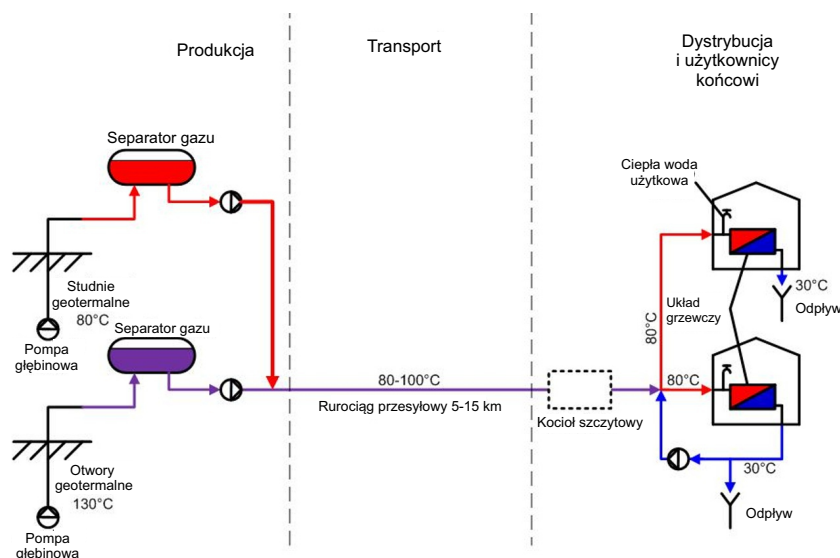 Produkcja
Transport
Dystrybucja
i użytkownicy
końcowi
Separator gazu
Studnie
geotermalne
80°C
Pompa
głębinowa
Separator gazu
Otwory
geotermalne
130°C
Pompa
głębinowa
80-100°C
Rurociąg przesyłowy 5-15 km
Kocioł szczytowy
Ciepła woda
użytkowa
80°C
Układ
grzewczy
30°C
Odpływ
80°C
30°C
Odpływ